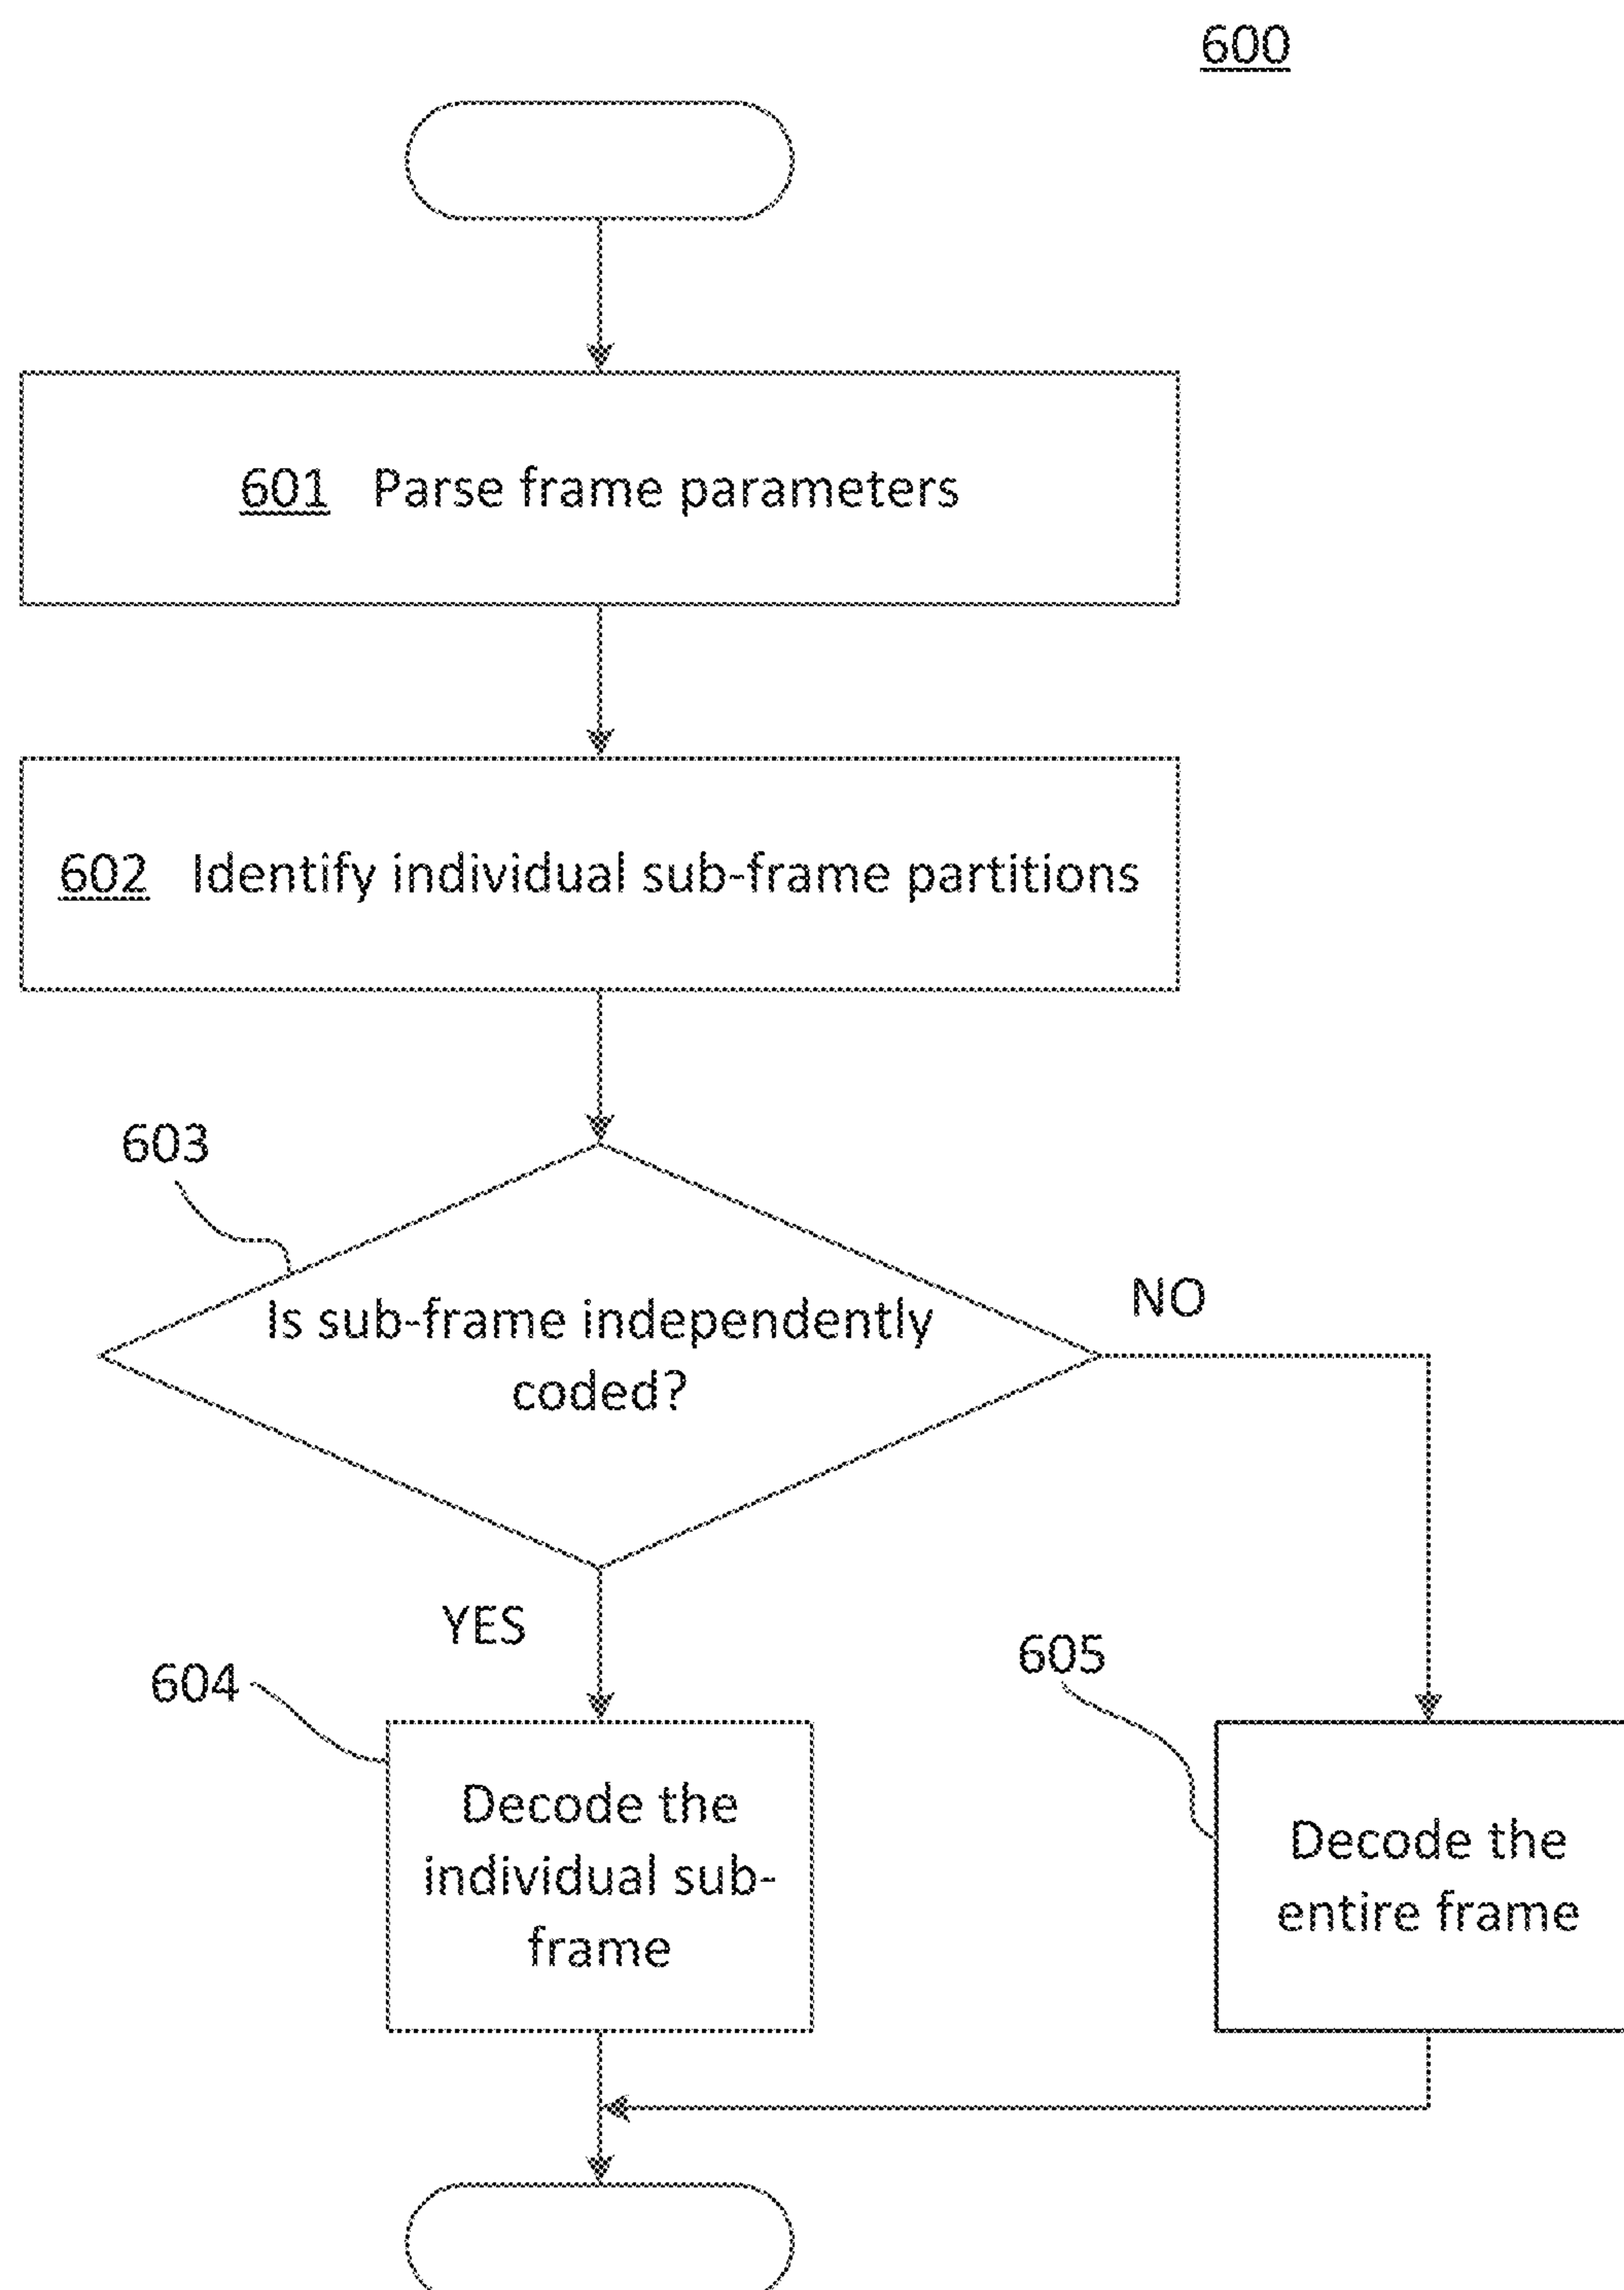 600
601 Parse frame parameters
602 Identify individual sub-frame partitions
603
Is sub-frame independently
coded?
NO
YES
604
605
Decode the
individual sub-
frame
Decode the
entire frame